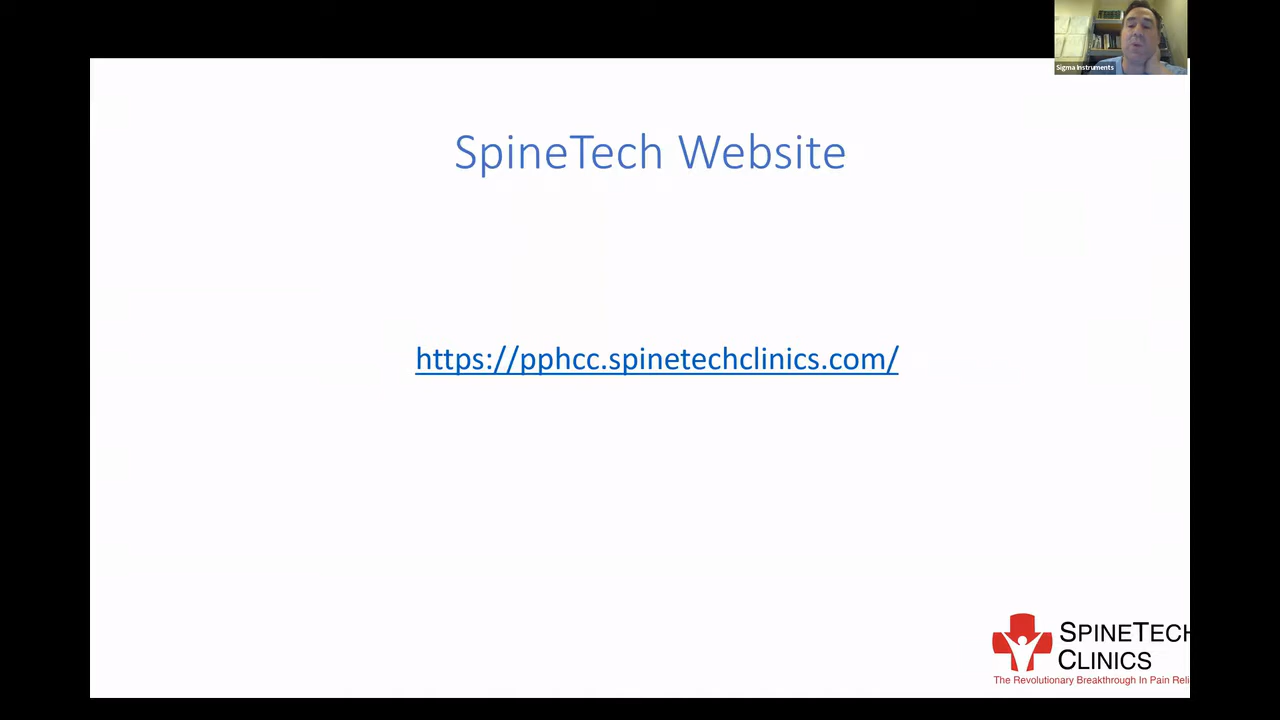 Sigma Instruments
SpineTech Website
https://pphcc.spinetechclinics.com/
SPINETECH
CLINICS
The Revolutionary Breakthrough In Pain Reli